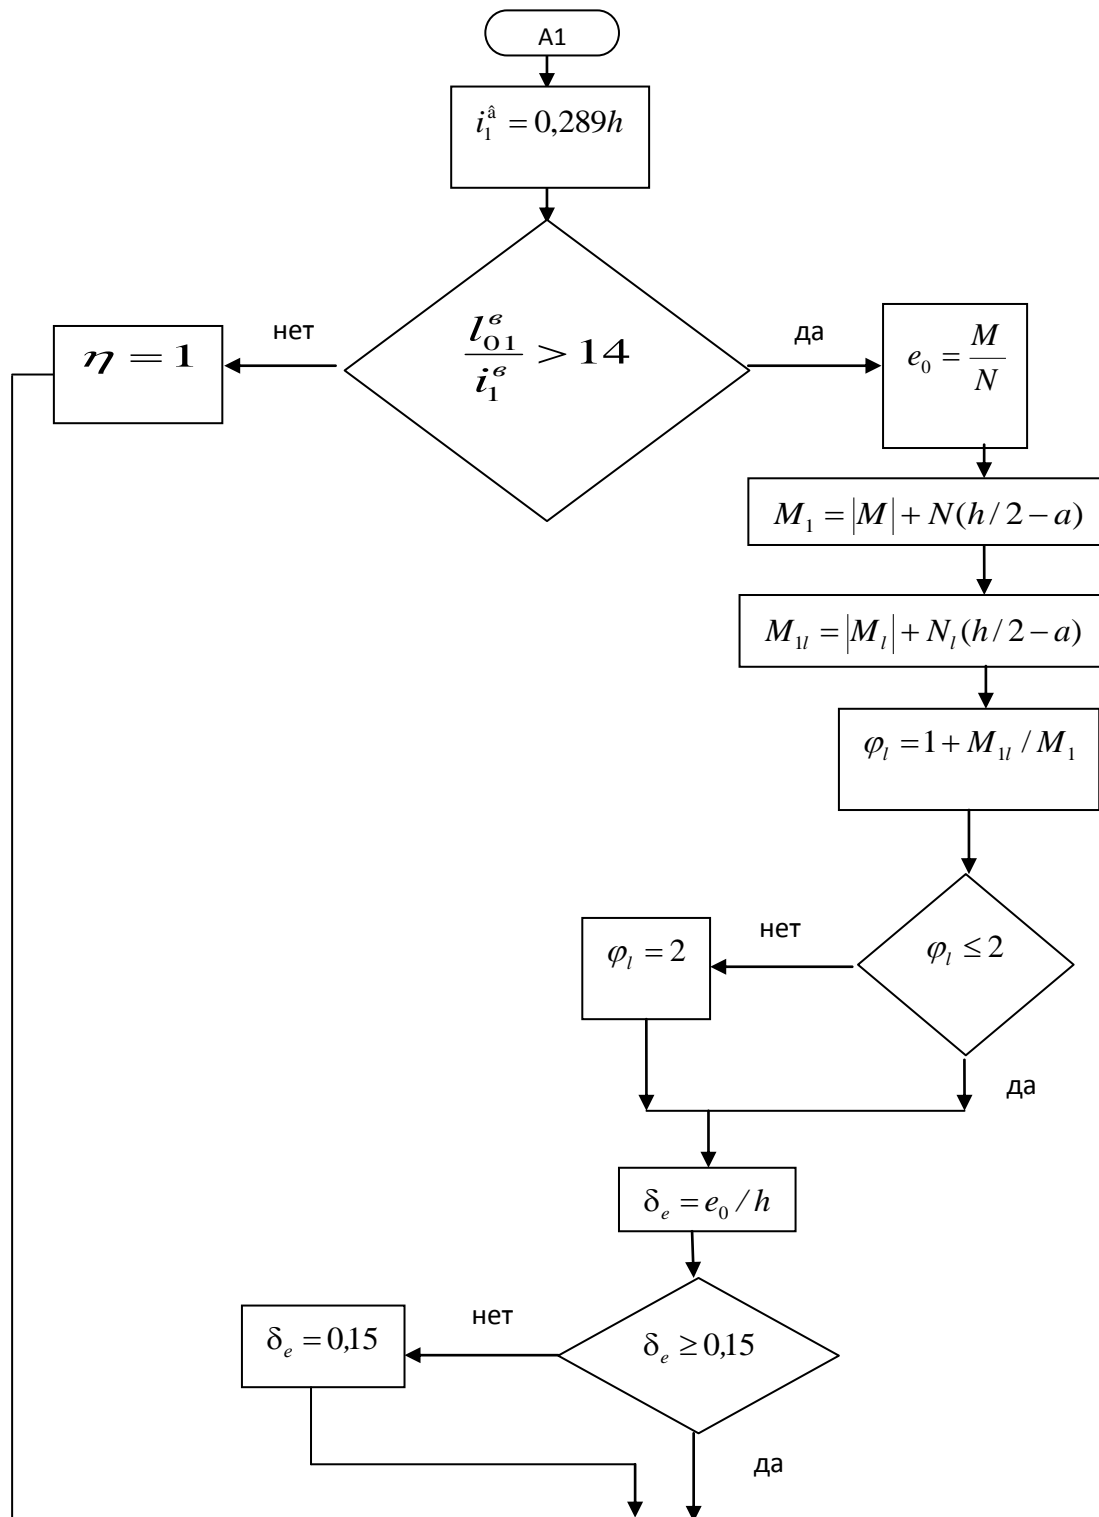 А1
i₁^â = 0,289h
нет
l₀₁^в / i₁^в > 14
да
η = 1
e₀ = M / N
M₁ = |M| + N(h/2 − a)
M₁ₗ = |Mₗ| + Nₗ(h/2 − a)
φₗ = 1 + M₁ₗ / M₁
нет
φₗ = 2
φₗ ≤ 2
да
δₑ = e₀ / h
нет
δₑ = 0,15
δₑ ≥ 0,15
да